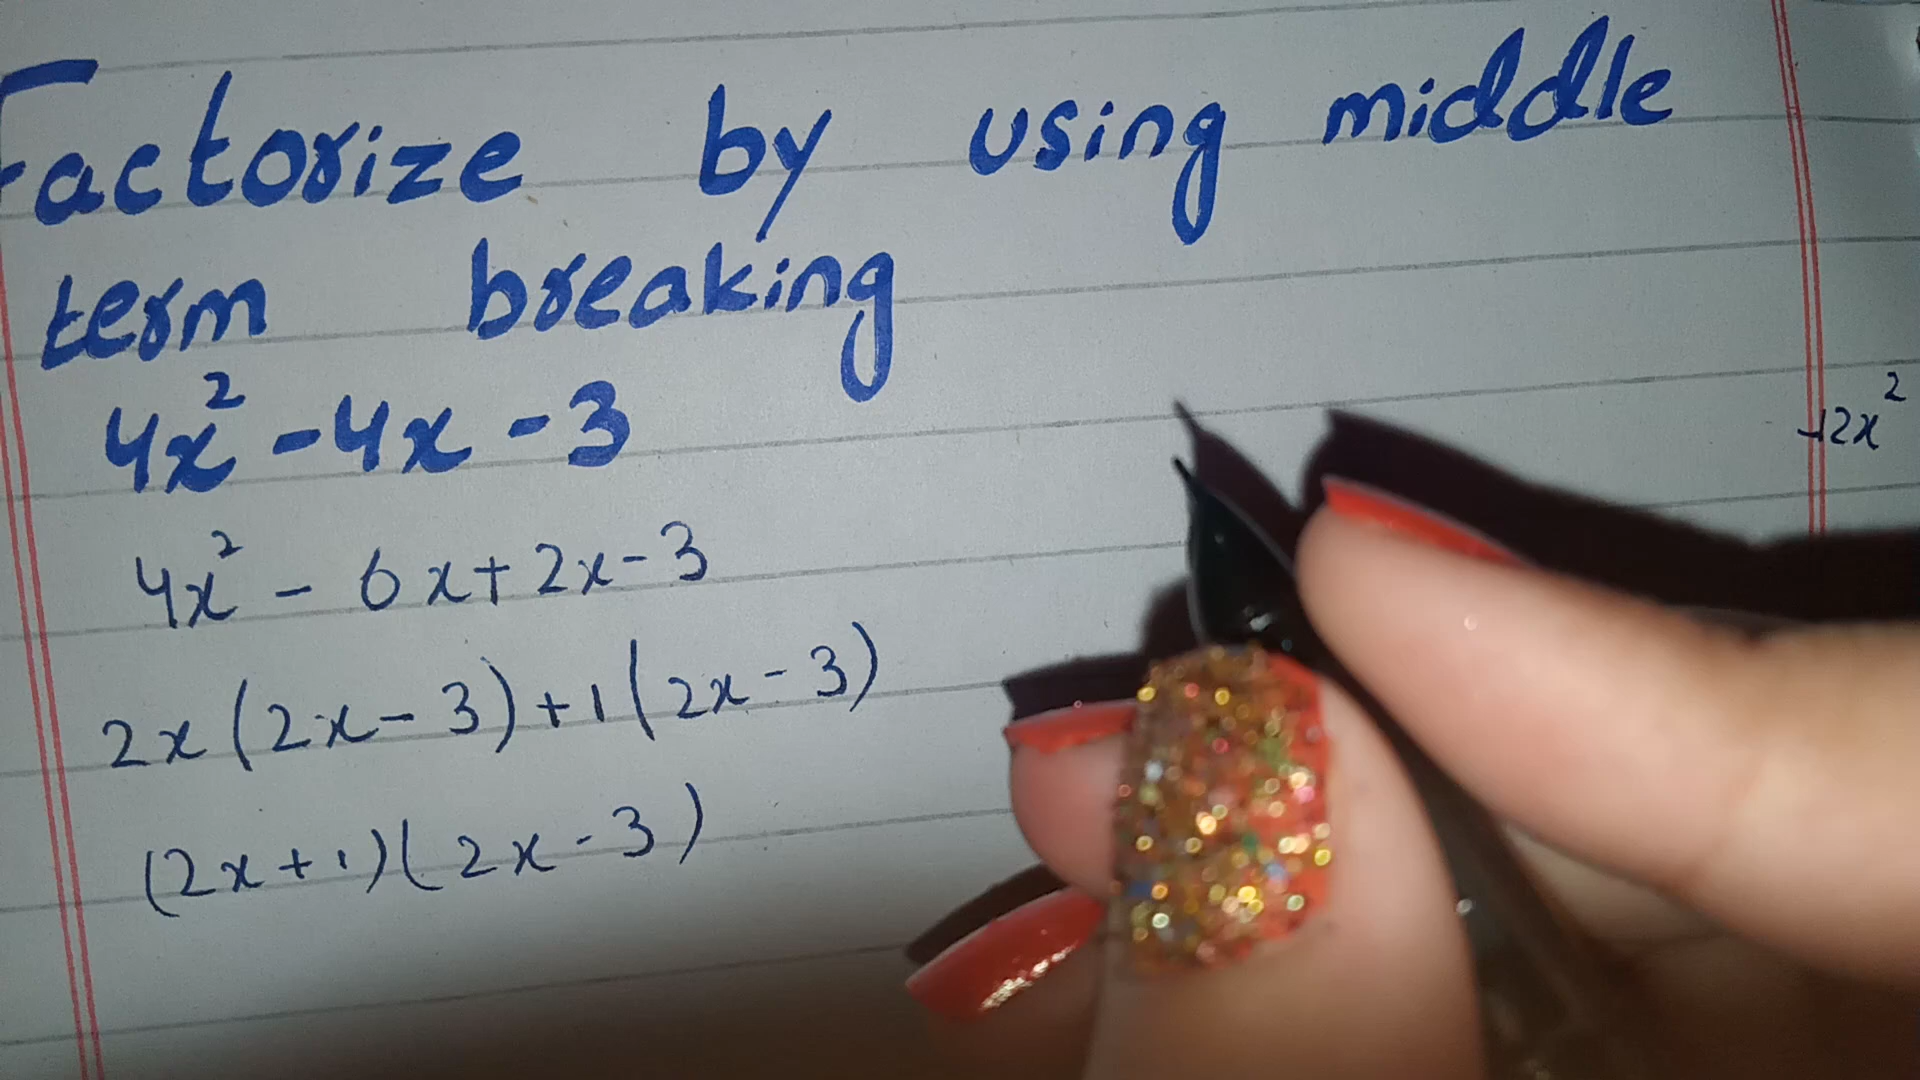 Factorize by using middle
term breaking
4x² - 4x - 3
-12x²
4x² - 6x + 2x - 3
2x (2x - 3) + 1 (2x - 3)
(2x + 1) (2x - 3)